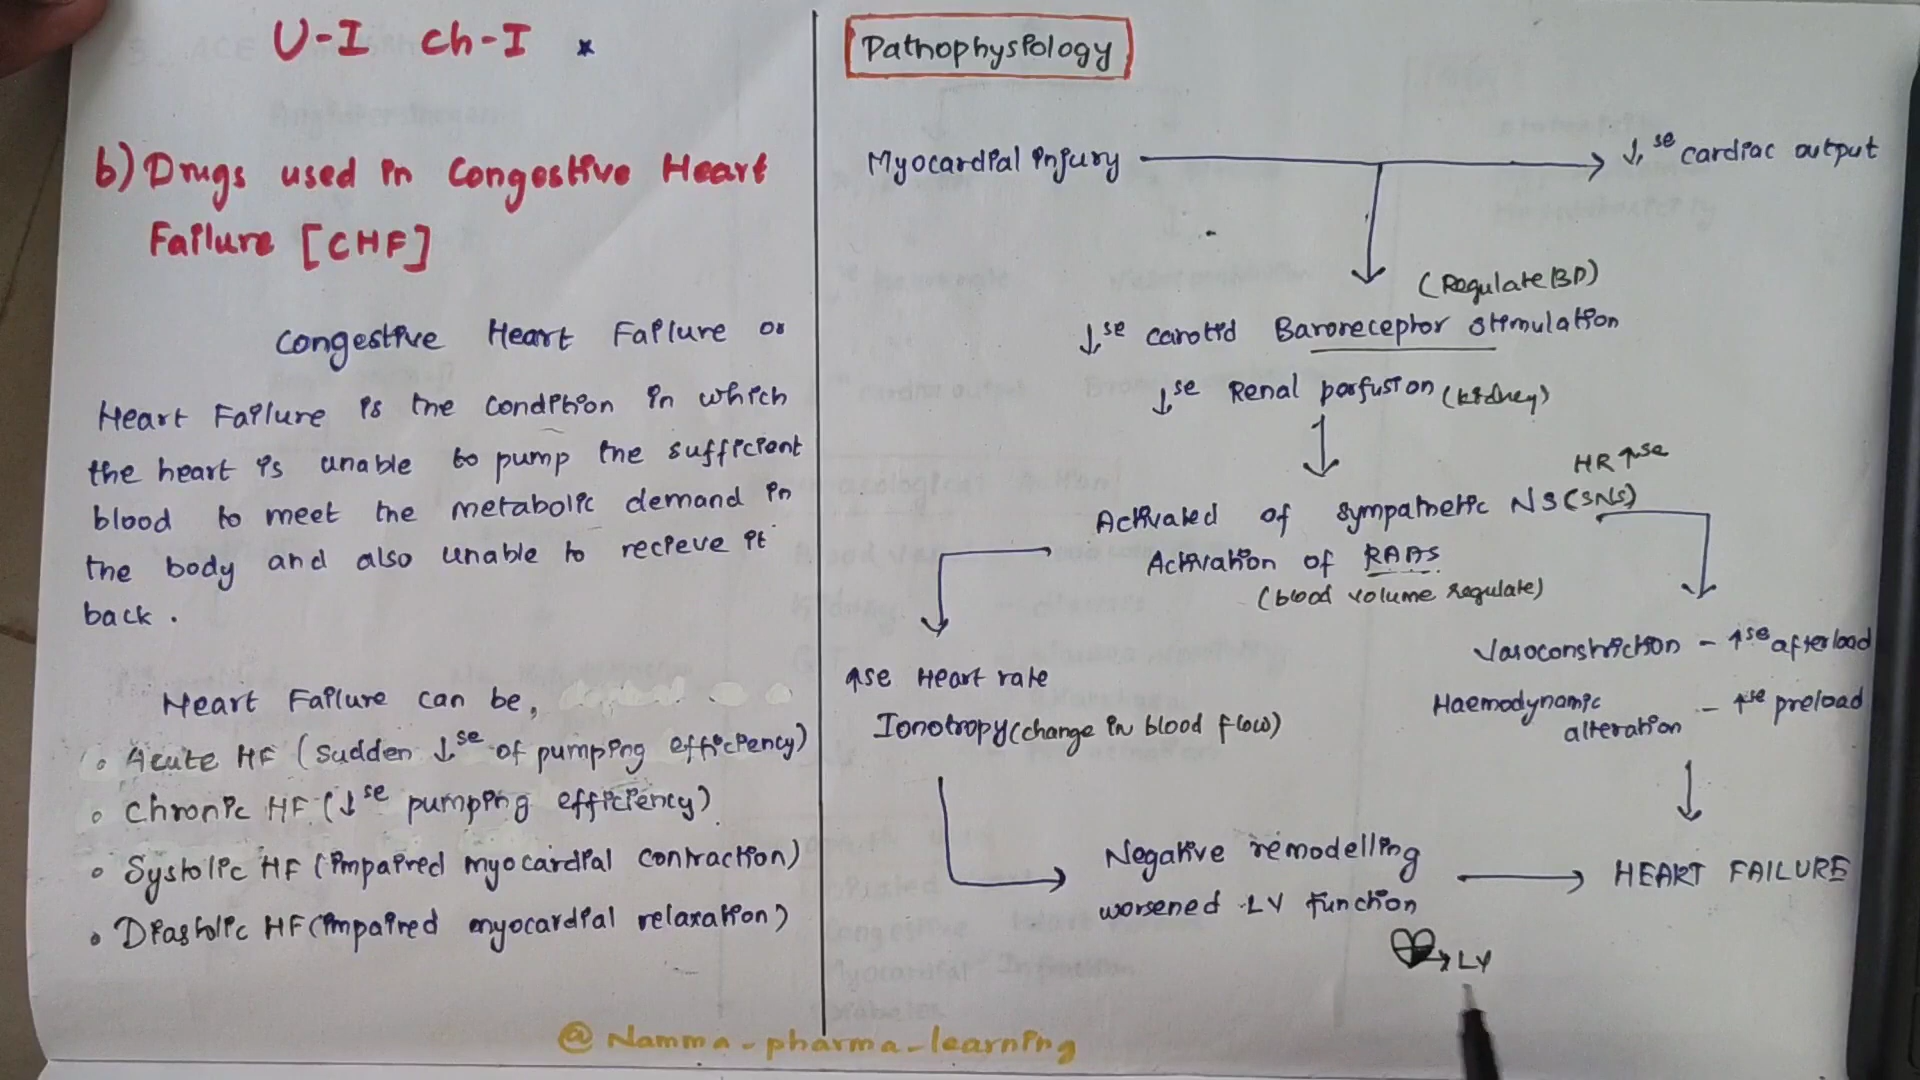 U-I Ch-I *
b) Drugs used in Congestive Heart
Failure [CHF]
Congestive Heart Failure or
Heart Failure is the condition in which
the heart is unable to pump the sufficient
blood to meet the metabolic demand in
the body and also unable to recieve it
back.
Heart Failure can be,
• Acute HF (sudden ↓se of pumping efficiency)
• Chronic HF (↓se pumping efficiency)
• Systolic HF (impaired myocardial contraction)
• Diastolic HF (impaired myocardial relaxation)
Pathophysiology
Myocardial injury → ↓se cardiac output
(Regulate BP)
↓se carotid Baroreceptor stimulation
↓se Renal parfusion (kidney)
HR ↑se
Activated of sympathetic NS (SNS)
Activation of RAAS
(blood volume regulate)
Vasoconstriction - ↑se afterload
↑se Heart rate
Ionotropy (change in blood flow)
Haemodynamic
alteration - ↑se preload
Negative remodelling
worsened LV function
→ HEART FAILURE
→ LV
@Namma-pharma-learning